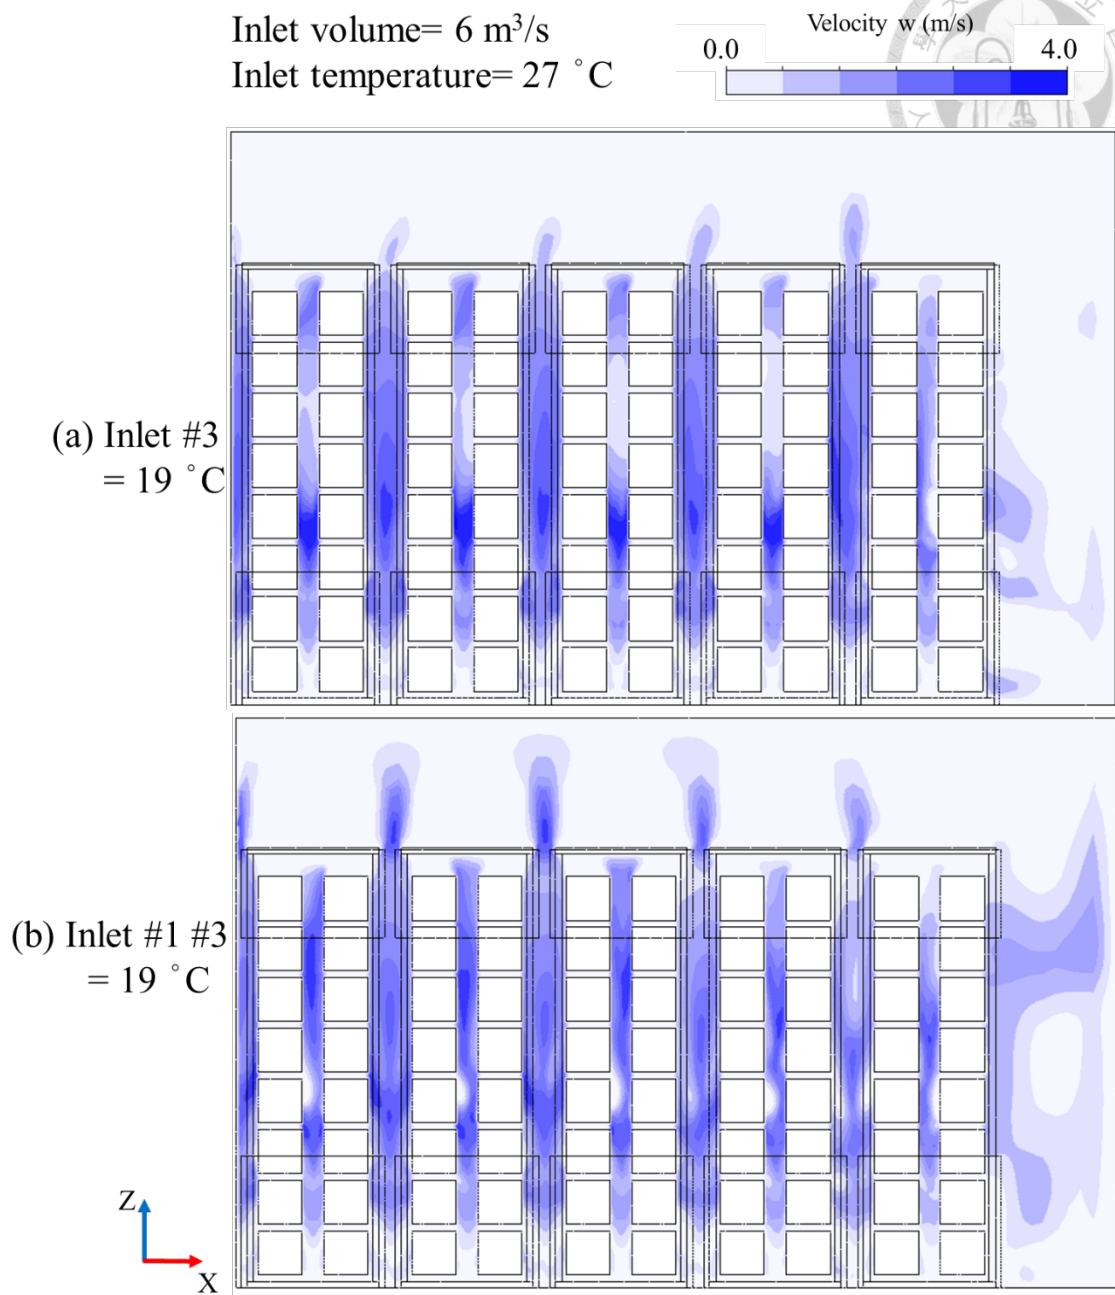 Inlet volume= 6 m³/s
Inlet temperature= 27 ˚C
Velocity w (m/s)
0.0 4.0
(a) Inlet #3
= 19 ˚C
(b) Inlet #1 #3
= 19 ˚C
Z
X